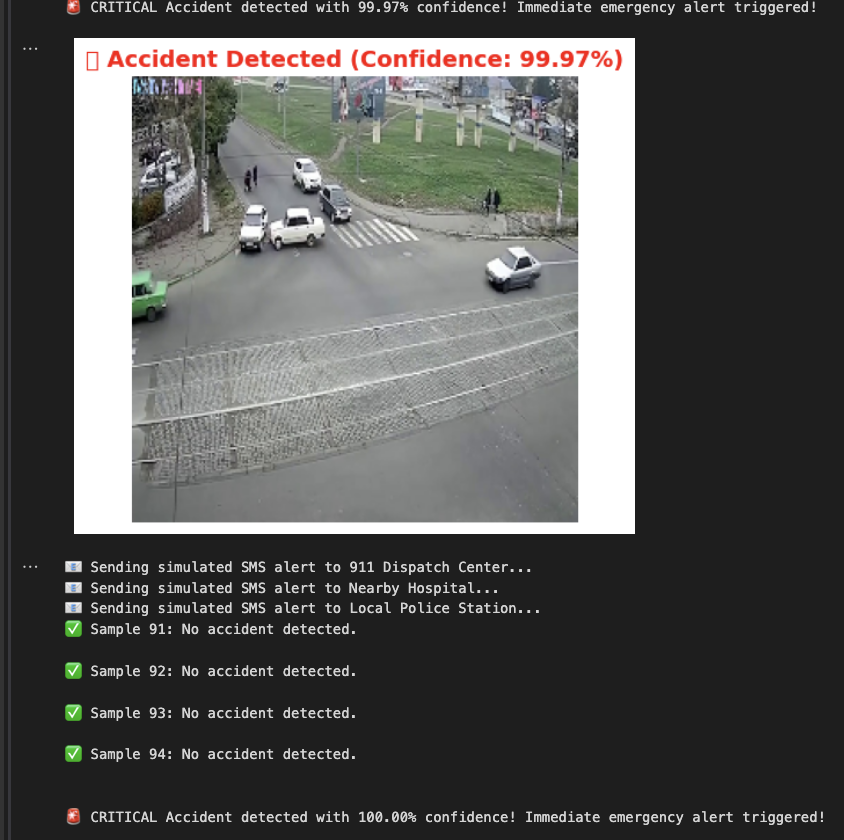 🚨 CRITICAL Accident detected with 99.97% confidence! Immediate emergency alert triggered!
...
▯ Accident Detected (Confidence: 99.97%)
...
📧 Sending simulated SMS alert to 911 Dispatch Center...
📧 Sending simulated SMS alert to Nearby Hospital...
📧 Sending simulated SMS alert to Local Police Station...
✅ Sample 91: No accident detected.
✅ Sample 92: No accident detected.
✅ Sample 93: No accident detected.
✅ Sample 94: No accident detected.
🚨 CRITICAL Accident detected with 100.00% confidence! Immediate emergency alert triggered!